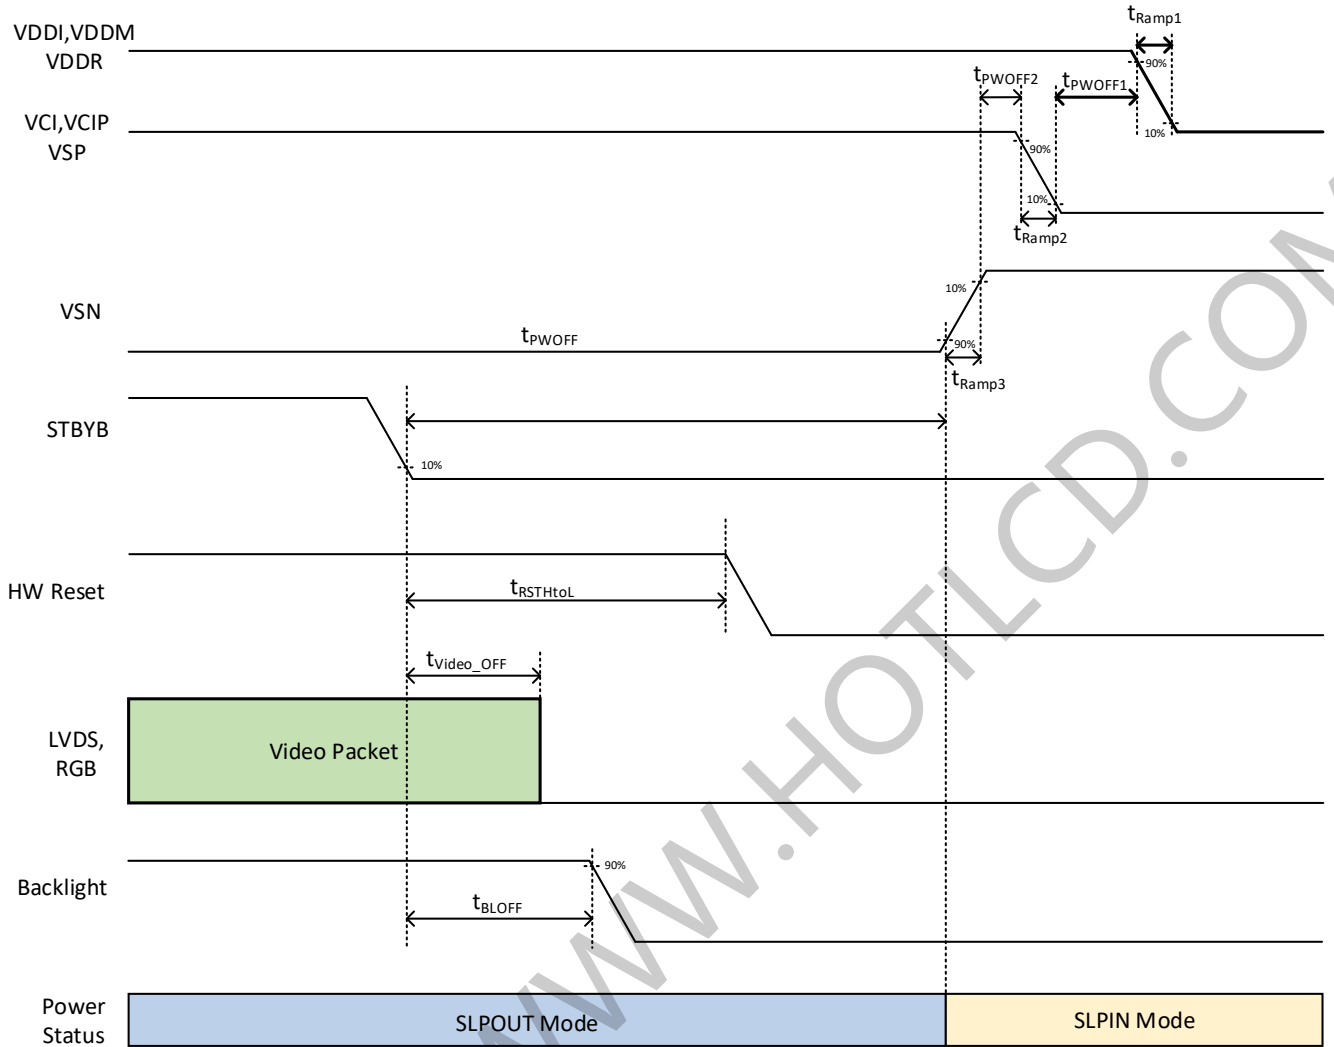 tRamp1
VDDI,VDDM
VDDR
90%
tPWOFF2
tPWOFF1
VCI,VCIP
VSP
10%
90%
10%
tRamp2
VSN
10%
tPWOFF
90%
tRamp3
STBYB
10%
HW Reset
tRSTHtoL
tVideo_OFF
LVDS,
RGB
Video Packet
Backlight
90%
tBLOFF
Power
Status
SLPOUT Mode
SLPIN Mode
WWW.HOTLCD.COM